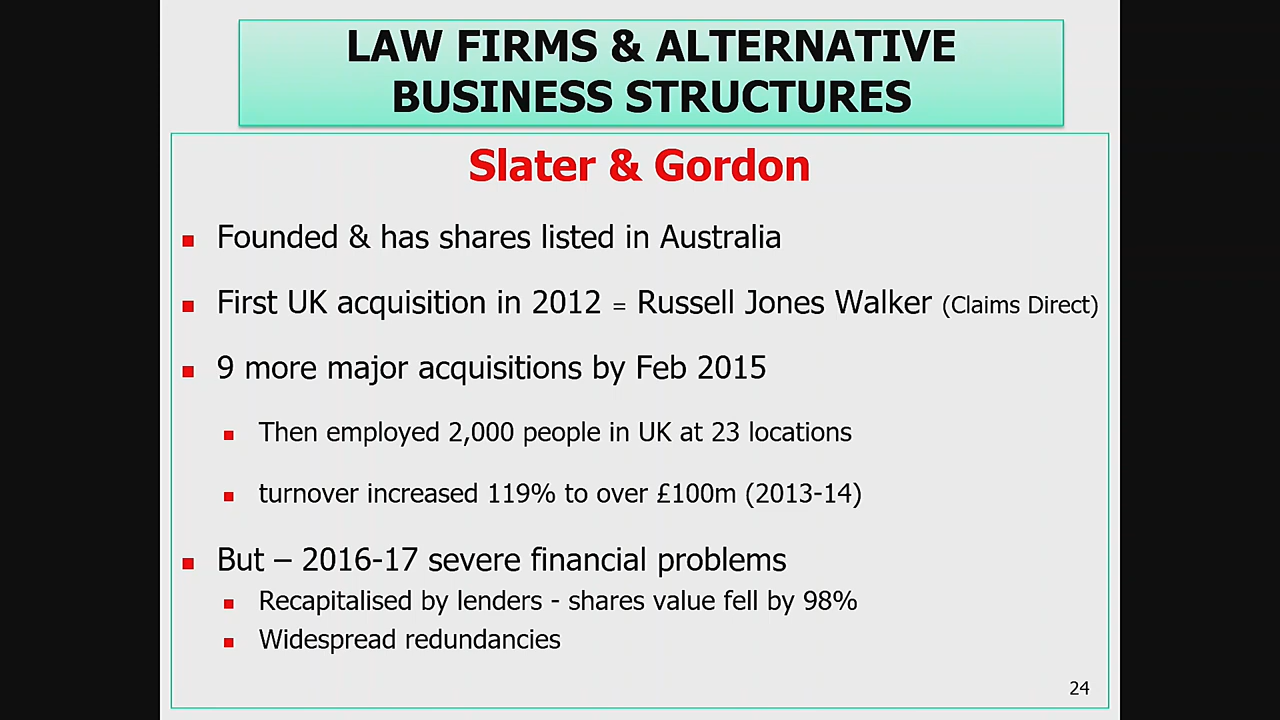 LAW FIRMS & ALTERNATIVE
BUSINESS STRUCTURES
Slater & Gordon
Founded & has shares listed in Australia
First UK acquisition in 2012 = Russell Jones Walker (Claims Direct)
9 more major acquisitions by Feb 2015
Then employed 2,000 people in UK at 23 locations
turnover increased 119% to over £100m (2013-14)
But – 2016-17 severe financial problems
Recapitalised by lenders - shares value fell by 98%
Widespread redundancies
24